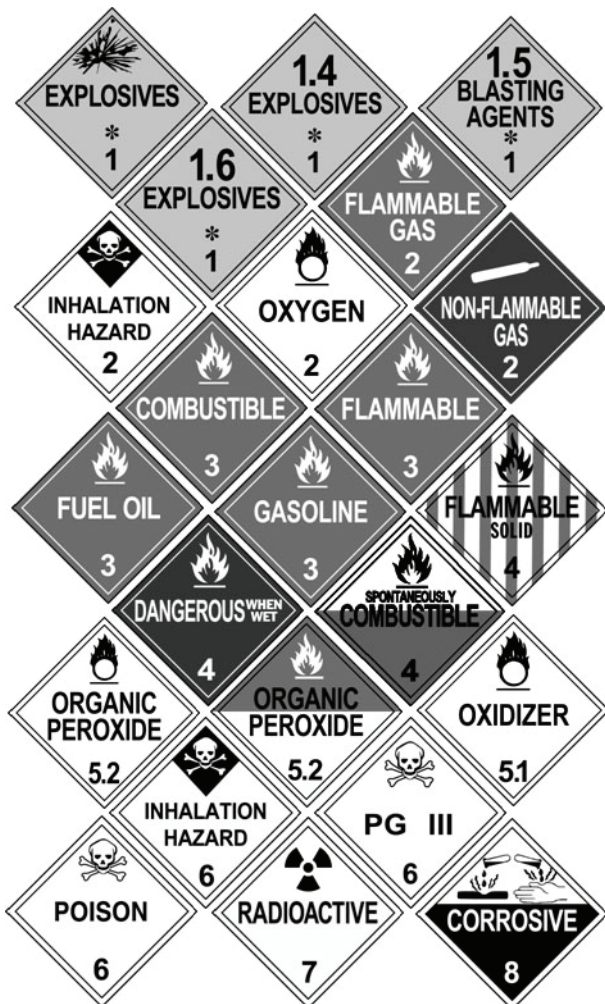 EXPLOSIVES
*
1
1.4
EXPLOSIVES
*
1
1.5
BLASTING
AGENTS
*
1
1.6
EXPLOSIVES
*
1
FLAMMABLE
GAS
2
INHALATION
HAZARD
2
OXYGEN
2
NON-FLAMMABLE
GAS
2
COMBUSTIBLE
3
FLAMMABLE
3
FUEL OIL
3
GASOLINE
3
FLAMMABLE
SOLID
4
DANGEROUS WHEN
WET
4
SPONTANEOUSLY
COMBUSTIBLE
4
ORGANIC
PEROXIDE
5.2
ORGANIC
PEROXIDE
5.2
OXIDIZER
5.1
INHALATION
HAZARD
6
PG III
6
POISON
6
RADIOACTIVE
7
CORROSIVE
8